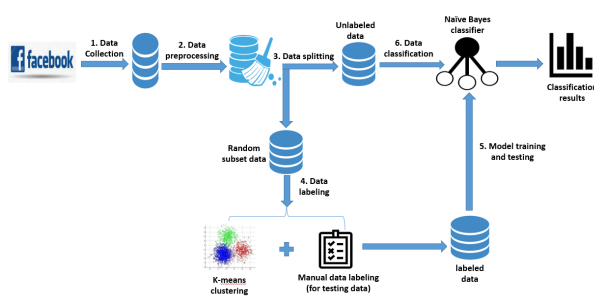 facebook
1. Data
Collection
2. Data
preprocessing
3. Data splitting
Unlabeled
data
6. Data
classification
Naïve Bayes
classifier
Classification
results
Random
subset data
4. Data
labeling
5. Model training
and testing
K-means
clustering
Manual data labeling
(for testing data)
labeled
data